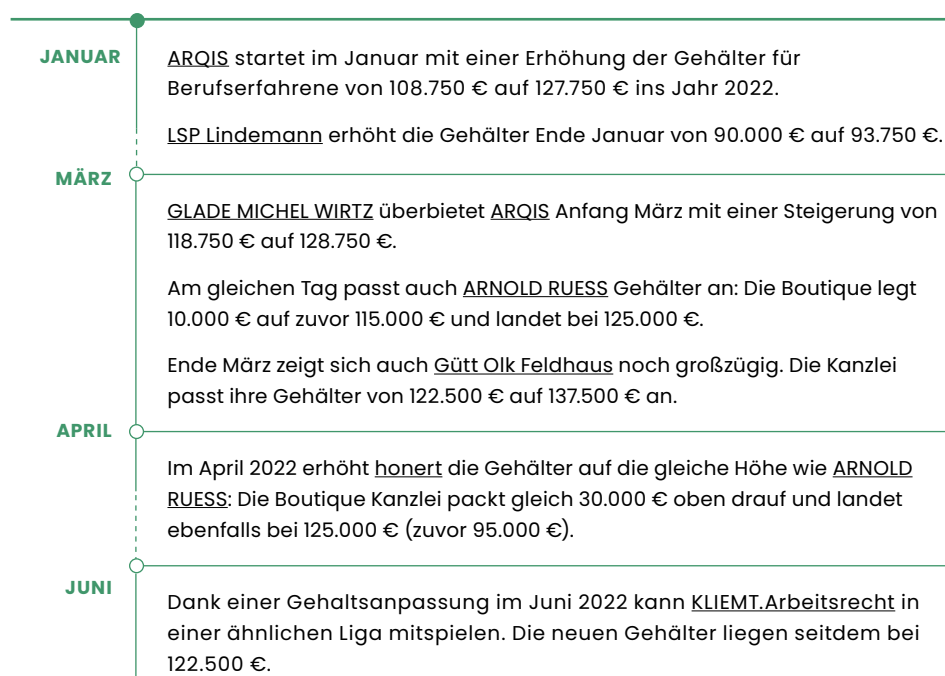 JANUAR
ARQIS startet im Januar mit einer Erhöhung der Gehälter für
Berufserfahrene von 108.750 € auf 127.750 € ins Jahr 2022.
LSP Lindemann erhöht die Gehälter Ende Januar von 90.000 € auf 93.750 €.
MÄRZ
GLADE MICHEL WIRTZ überbietet ARQIS Anfang März mit einer Steigerung von
118.750 € auf 128.750 €.
Am gleichen Tag passt auch ARNOLD RUESS Gehälter an: Die Boutique legt
10.000 € auf zuvor 115.000 € und landet bei 125.000 €.
Ende März zeigt sich auch Gütt Olk Feldhaus noch großzügig. Die Kanzlei
passt ihre Gehälter von 122.500 € auf 137.500 € an.
APRIL
Im April 2022 erhöht honert die Gehälter auf die gleiche Höhe wie ARNOLD
RUESS: Die Boutique Kanzlei packt gleich 30.000 € oben drauf und landet
ebenfalls bei 125.000 € (zuvor 95.000 €).
JUNI
Dank einer Gehaltsanpassung im Juni 2022 kann KLIEMT.Arbeitsrecht in
einer ähnlichen Liga mitspielen. Die neuen Gehälter liegen seitdem bei
122.500 €.